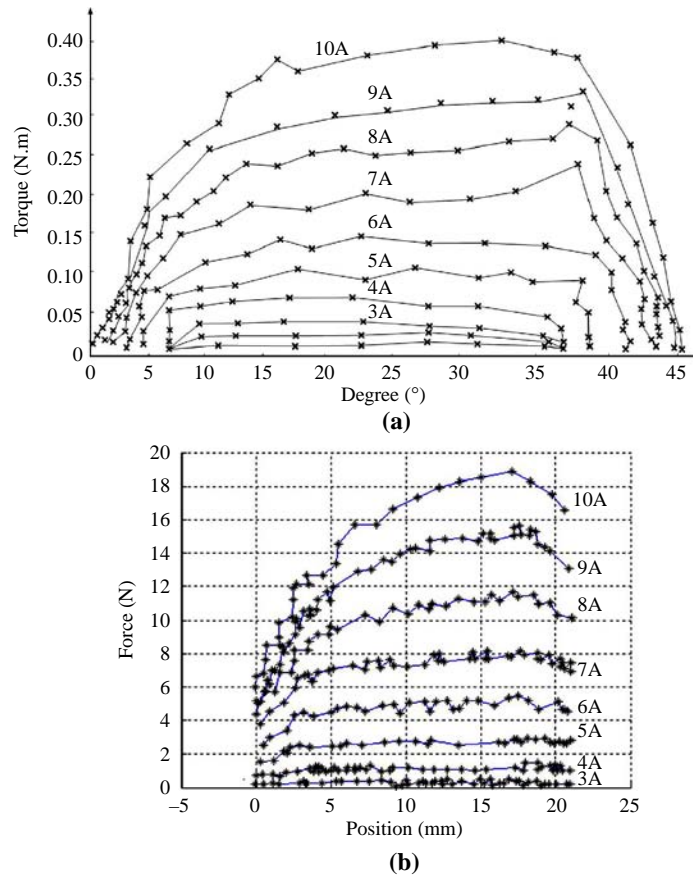 0.40
0.35
0.30
0.25
0.20
0.15
0.10
0.05
0
Torque (N.m)
10A
9A
8A
7A
6A
5A
4A
3A
0 5 15 20 25 30 35 40 45
Degree (°)
(a)
20
18
16
14
12
10
8
6
4
2
0
Force (N)
10A
9A
8A
7A
6A
5A
4A
3A
−5 0 5 10 15 20 25
Position (mm)
(b)